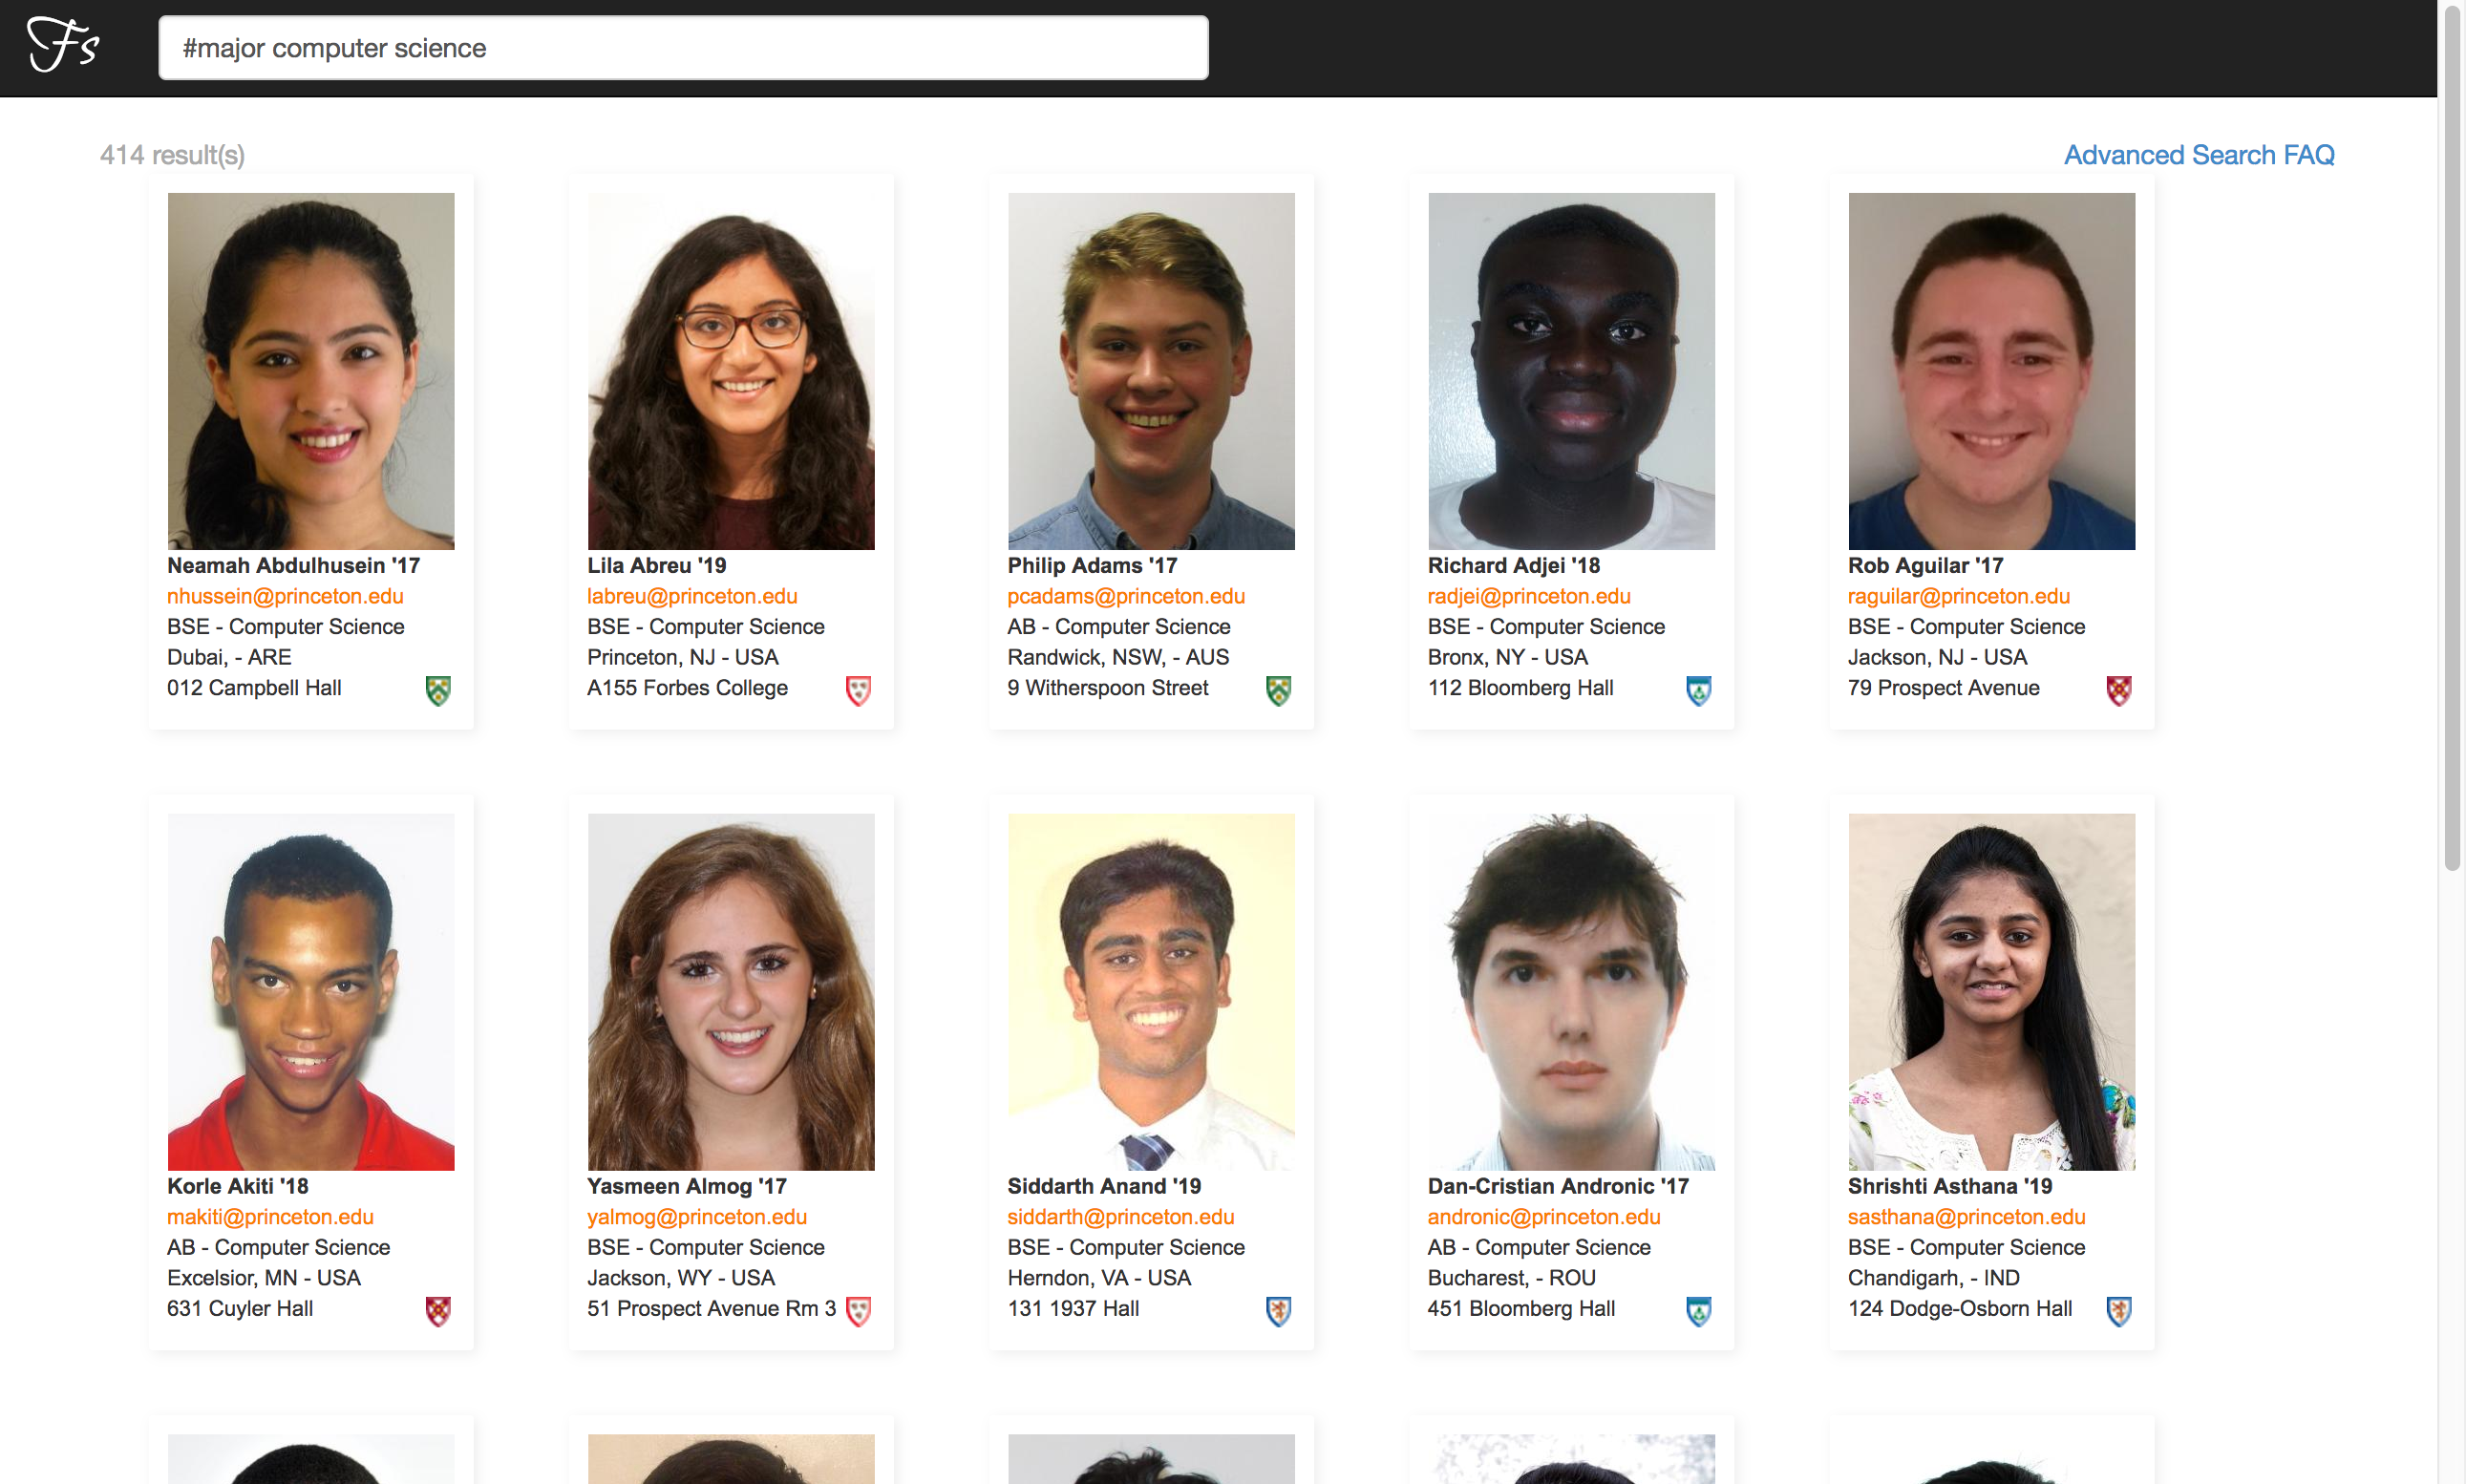 Fs
#major computer science
414 result(s)
Advanced Search FAQ
Neamah Abdulhusein '17
nhussein@princeton.edu
BSE - Computer Science
Dubai, - ARE
012 Campbell Hall
Lila Abreu '19
labreu@princeton.edu
BSE - Computer Science
Princeton, NJ - USA
A155 Forbes College
Philip Adams '17
pcadams@princeton.edu
AB - Computer Science
Randwick, NSW, - AUS
9 Witherspoon Street
Richard Adjei '18
radjei@princeton.edu
BSE - Computer Science
Bronx, NY - USA
112 Bloomberg Hall
Rob Aguilar '17
raguilar@princeton.edu
BSE - Computer Science
Jackson, NJ - USA
79 Prospect Avenue
Korle Akiti '18
makiti@princeton.edu
AB - Computer Science
Excelsior, MN - USA
631 Cuyler Hall
Yasmeen Almog '17
yalmog@princeton.edu
BSE - Computer Science
Jackson, WY - USA
51 Prospect Avenue Rm 3
Siddarth Anand '19
siddarth@princeton.edu
BSE - Computer Science
Herndon, VA - USA
131 1937 Hall
Dan-Cristian Andronic '17
andronic@princeton.edu
AB - Computer Science
Bucharest, - ROU
451 Bloomberg Hall
Shrishti Asthana '19
sasthana@princeton.edu
BSE - Computer Science
Chandigarh, - IND
124 Dodge-Osborn Hall